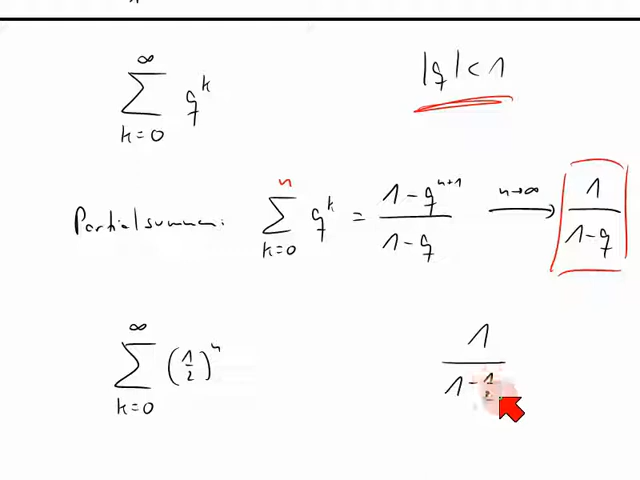 ∞∑k=0 q^k |q| < 1
Partialsummen: n∑k=0 q^k = (1 - q^(n+1))/(1 - q) n→∞ ⟶ 1/(1 - q)
∞∑k=0 (1/2)^n 1/(1 - 1/2)